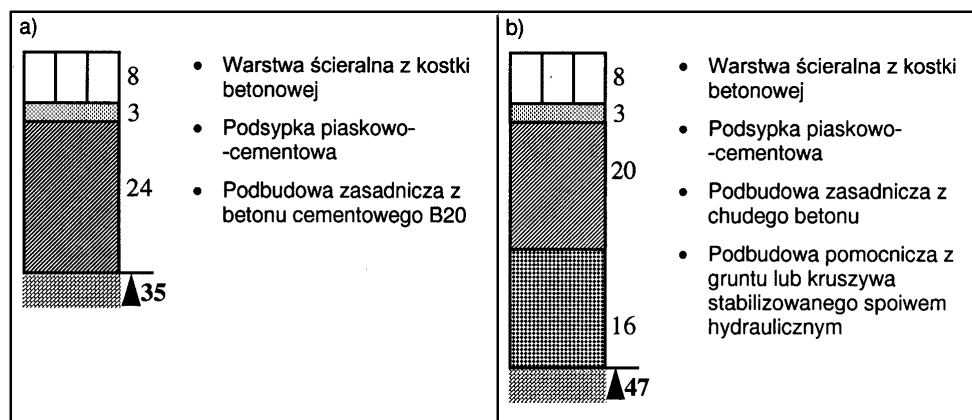 a)
8
3
24
35
• Warstwa ścieralna z kostki
betonowej
• Podsypka piaskowo-
-cementowa
• Podbudowa zasadnicza z
betonu cementowego B20
b)
8
3
20
16
47
• Warstwa ścieralna z kostki
betonowej
• Podsypka piaskowo-
-cementowa
• Podbudowa zasadnicza z
chudego betonu
• Podbudowa pomocnicza z
gruntu lub kruszywa
stabilizowanego spoiwem
hydraulicznym